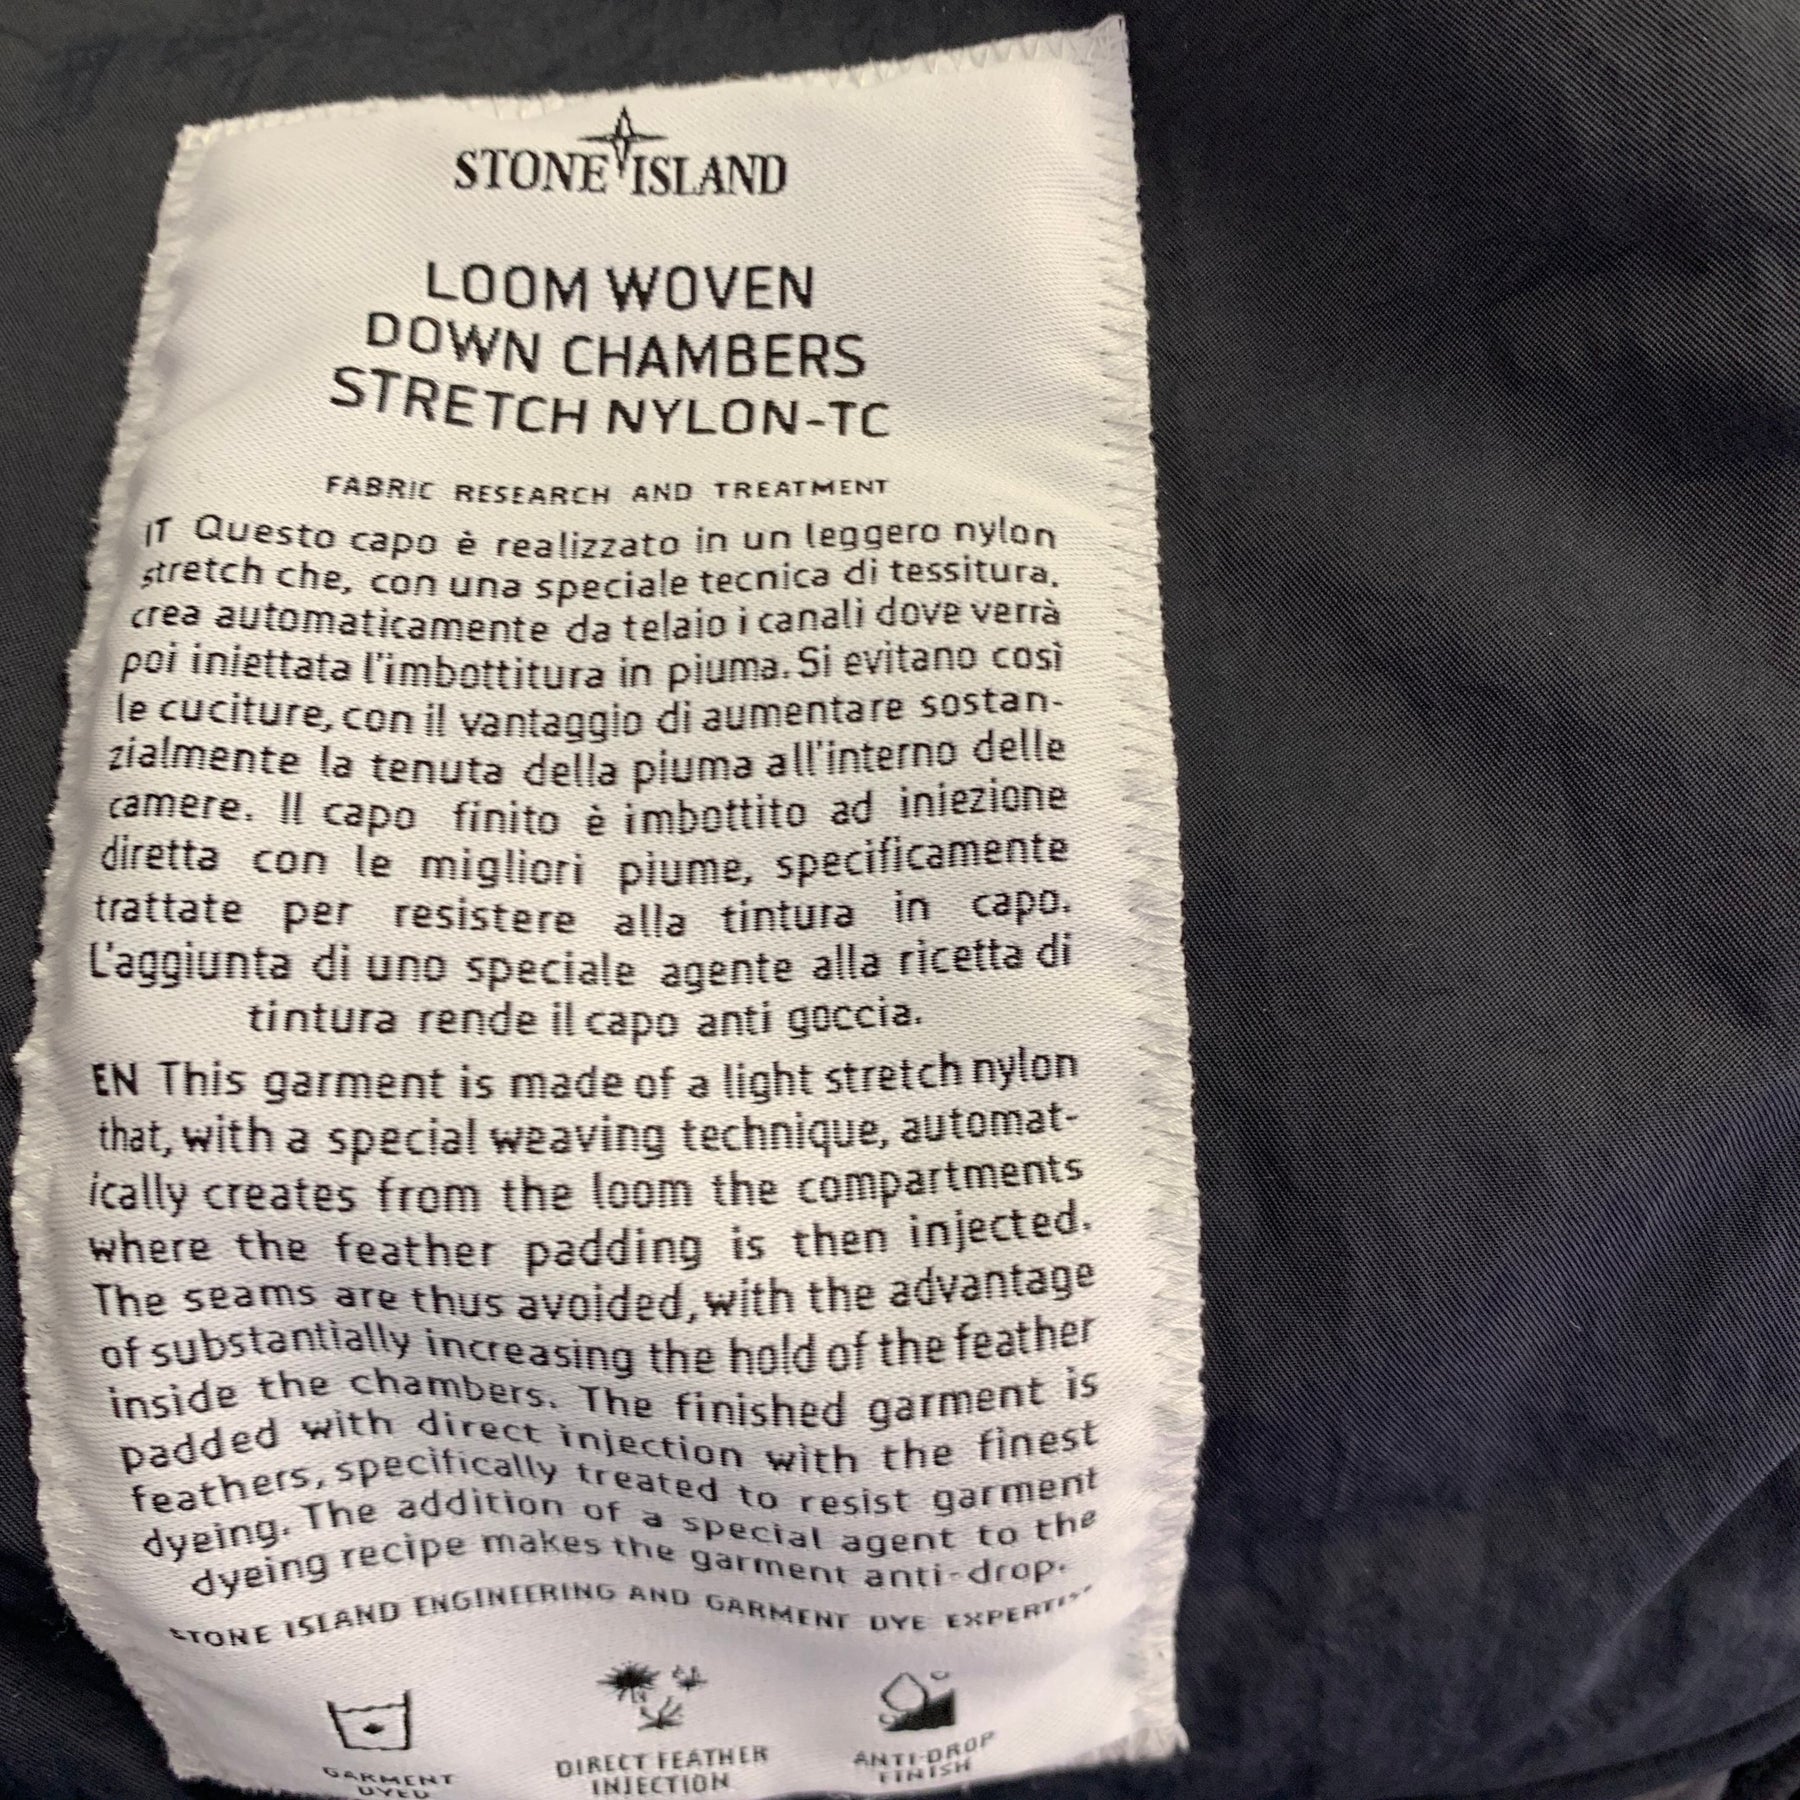 STONE ISLAND
LOOM WOVEN
DOWN CHAMBERS
STRETCH NYLON-TC
FABRIC RESEARCH AND TREATMENT
IT Questo capo è realizzato in un leggero nylon
stretch che, con una speciale tecnica di tessitura,
crea automaticamente da telaio i canali dove verrà
poi iniettata l'imbottitura in piuma. Si evitano così
le cuciture, con il vantaggio di aumentare sostan-
zialmente la tenuta della piuma all'interno delle
camere. Il capo finito è imbottito ad iniezione
diretta con le migliori piume, specificamente
trattate per resistere alla tintura in capo.
L'aggiunta di uno speciale agente alla ricetta di
tintura rende il capo anti goccia.
EN This garment is made of a light stretch nylon
that, with a special weaving technique, automat-
ically creates from the loom the compartments
where the feather padding is then injected.
The seams are thus avoided, with the advantage
of substantially increasing the hold of the feather
inside the chambers. The finished garment is
padded with direct injection with the finest
feathers, specifically treated to resist garment
dyeing. The addition of a special agent to the
dyeing recipe makes the garment anti-drop.
STONE ISLAND ENGINEERING AND GARMENT DYE EXPERTISE
GARMENT
DYED
DIRECT FEATHER
INJECTION
ANTI-DROP
FINISH